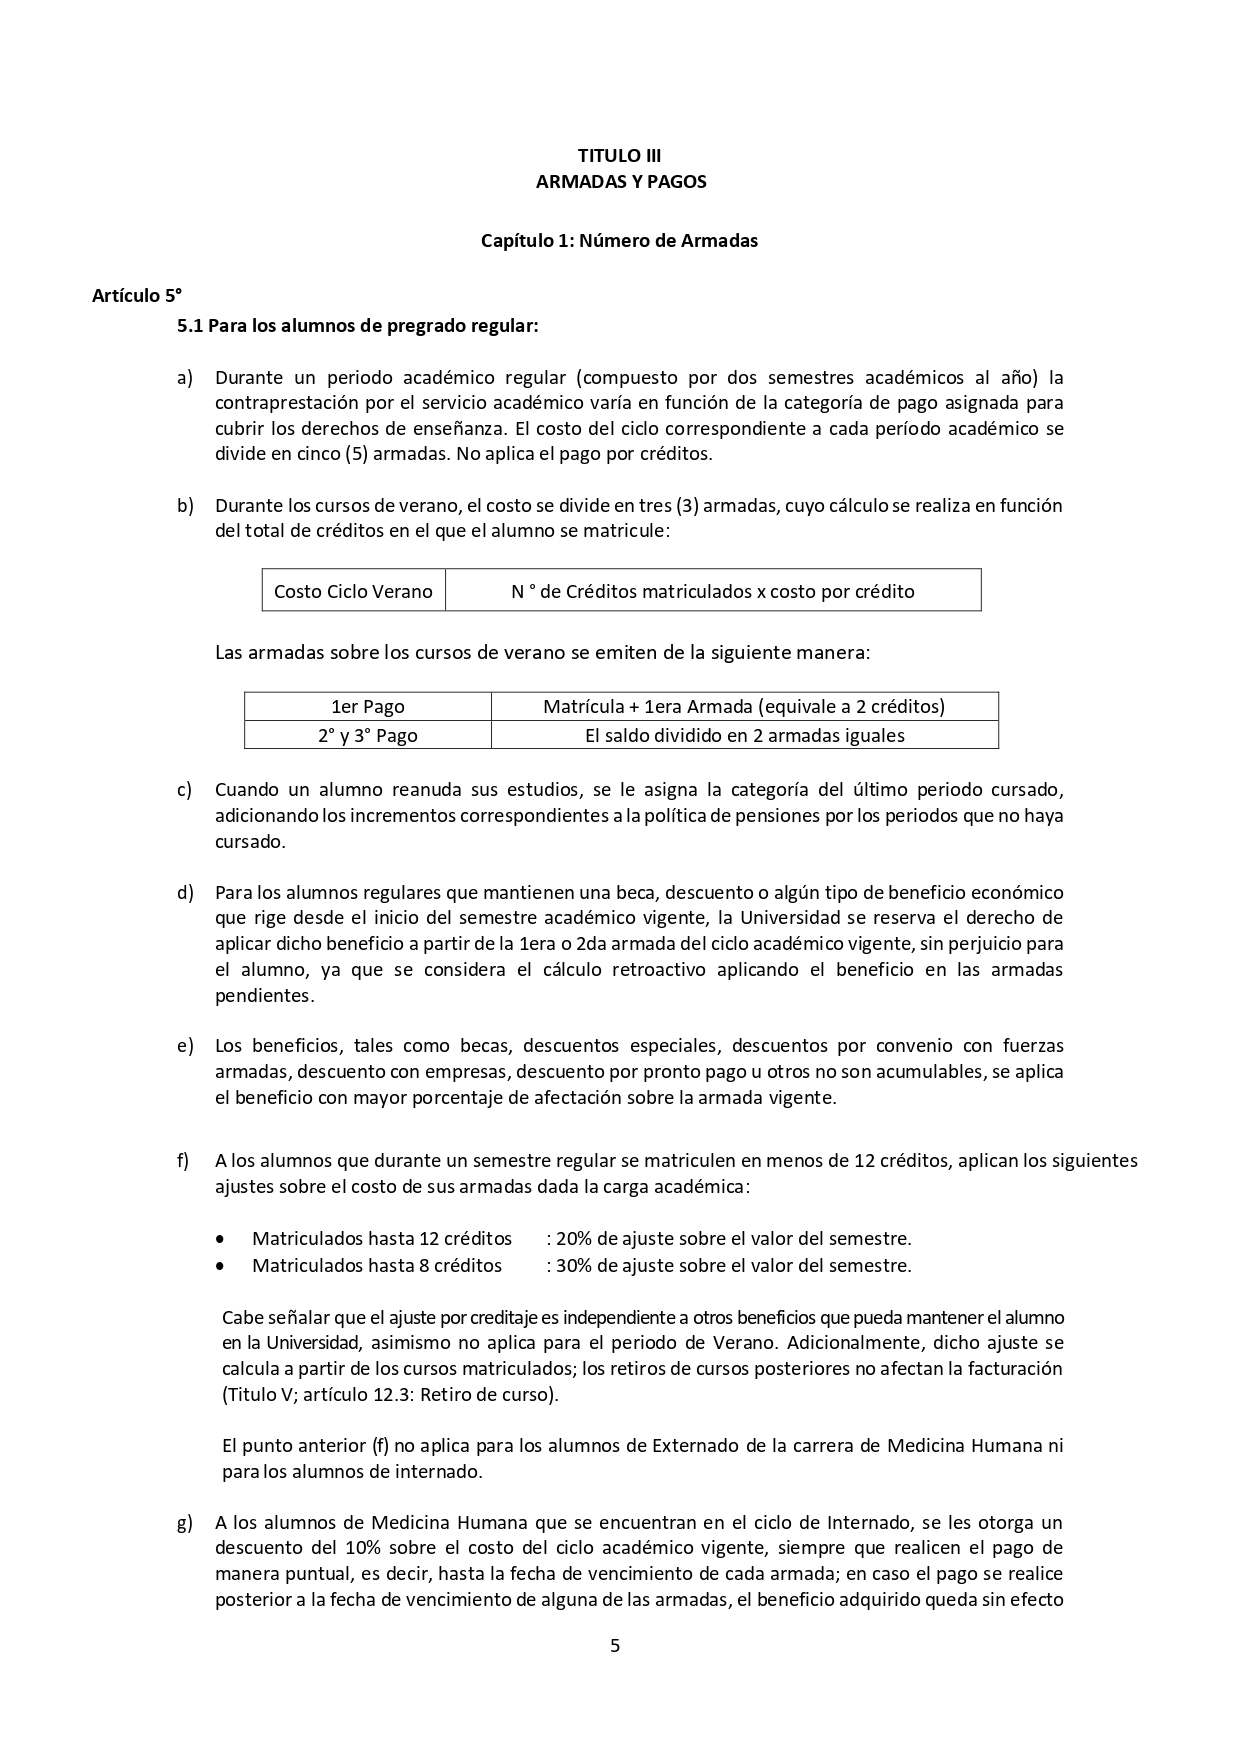 TITULO III
ARMADAS Y PAGOS
Capítulo 1: Número de Armadas
Artículo 5°
5.1 Para los alumnos de pregrado regular:
a) Durante un periodo académico regular (compuesto por dos semestres académicos al año) la
contraprestación por el servicio académico varía en función de la categoría de pago asignada para
cubrir los derechos de enseñanza. El costo del ciclo correspondiente a cada período académico se
divide en cinco (5) armadas. No aplica el pago por créditos.
b) Durante los cursos de verano, el costo se divide en tres (3) armadas, cuyo cálculo se realiza en función
del total de créditos en el que el alumno se matricule:
Costo Ciclo Verano N ° de Créditos matriculados x costo por crédito
Las armadas sobre los cursos de verano se emiten de la siguiente manera:
1er Pago Matrícula + 1era Armada (equivale a 2 créditos)
2° y 3° Pago El saldo dividido en 2 armadas iguales
c) Cuando un alumno reanuda sus estudios, se le asigna la categoría del último periodo cursado,
adicionando los incrementos correspondientes a la política de pensiones por los periodos que no haya
cursado.
d) Para los alumnos regulares que mantienen una beca, descuento o algún tipo de beneficio económico
que rige desde el inicio del semestre académico vigente, la Universidad se reserva el derecho de
aplicar dicho beneficio a partir de la 1era o 2da armada del ciclo académico vigente, sin perjuicio para
el alumno, ya que se considera el cálculo retroactivo aplicando el beneficio en las armadas
pendientes.
e) Los beneficios, tales como becas, descuentos especiales, descuentos por convenio con fuerzas
armadas, descuento con empresas, descuento por pronto pago u otros no son acumulables, se aplica
el beneficio con mayor porcentaje de afectación sobre la armada vigente.
f) A los alumnos que durante un semestre regular se matriculen en menos de 12 créditos, aplican los siguientes
ajustes sobre el costo de sus armadas dada la carga académica:
• Matriculados hasta 12 créditos : 20% de ajuste sobre el valor del semestre.
• Matriculados hasta 8 créditos : 30% de ajuste sobre el valor del semestre.
Cabe señalar que el ajuste por creditaje es independiente a otros beneficios que pueda mantener el alumno
en la Universidad, asimismo no aplica para el periodo de Verano. Adicionalmente, dicho ajuste se
calcula a partir de los cursos matriculados; los retiros de cursos posteriores no afectan la facturación
(Titulo V; artículo 12.3: Retiro de curso).
El punto anterior (f) no aplica para los alumnos de Externado de la carrera de Medicina Humana ni
para los alumnos de internado.
g) A los alumnos de Medicina Humana que se encuentran en el ciclo de Internado, se les otorga un
descuento del 10% sobre el costo del ciclo académico vigente, siempre que realicen el pago de
manera puntual, es decir, hasta la fecha de vencimiento de cada armada; en caso el pago se realice
posterior a la fecha de vencimiento de alguna de las armadas, el beneficio adquirido queda sin efecto
5